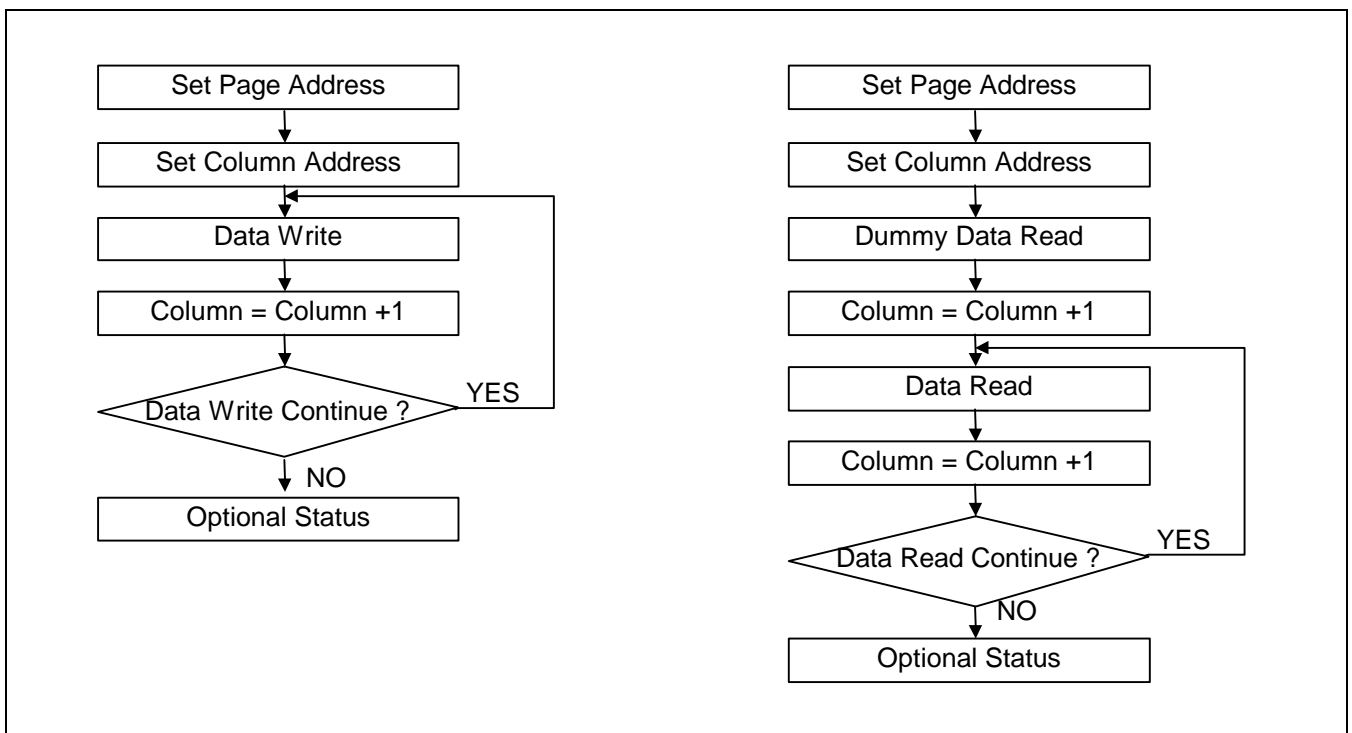 Set Page Address
Set Column Address
Data Write
Column = Column +1
Data Write Continue ?
YES
NO
Optional Status
Set Page Address
Set Column Address
Dummy Data Read
Column = Column +1
Data Read
Column = Column +1
Data Read Continue ?
YES
NO
Optional Status